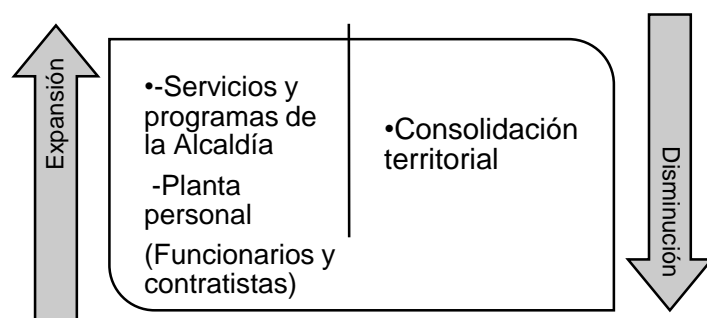 Expansión
•-Servicios y
programas de
la Alcaldía
-Planta
personal
(Funcionarios y
contratistas)
•Consolidación
territorial
Disminución